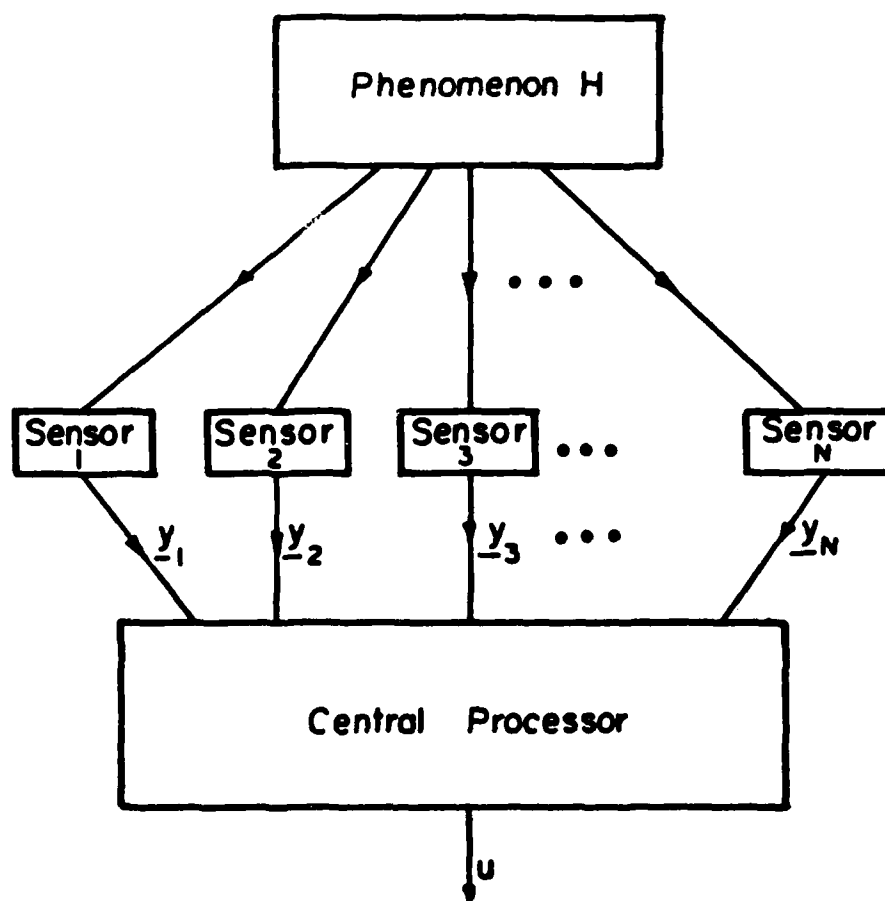 Phenomenon H
• • •
Sensor 1
Sensor 2
Sensor 3
• • •
Sensor N
y1
y2
y3
• • •
yN
Central Processor
u